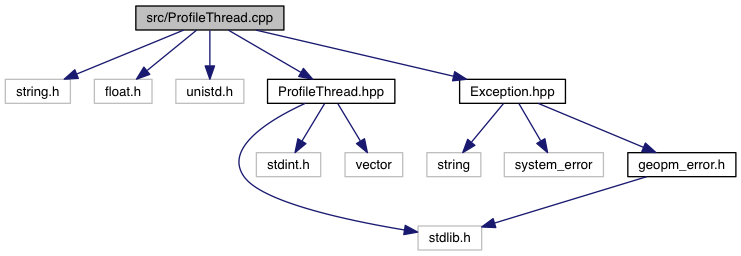 src/ProfileThread.cpp
string.h
float.h
unistd.h
ProfileThread.hpp
Exception.hpp
stdint.h
vector
string
system_error
geopm_error.h
stdlib.h